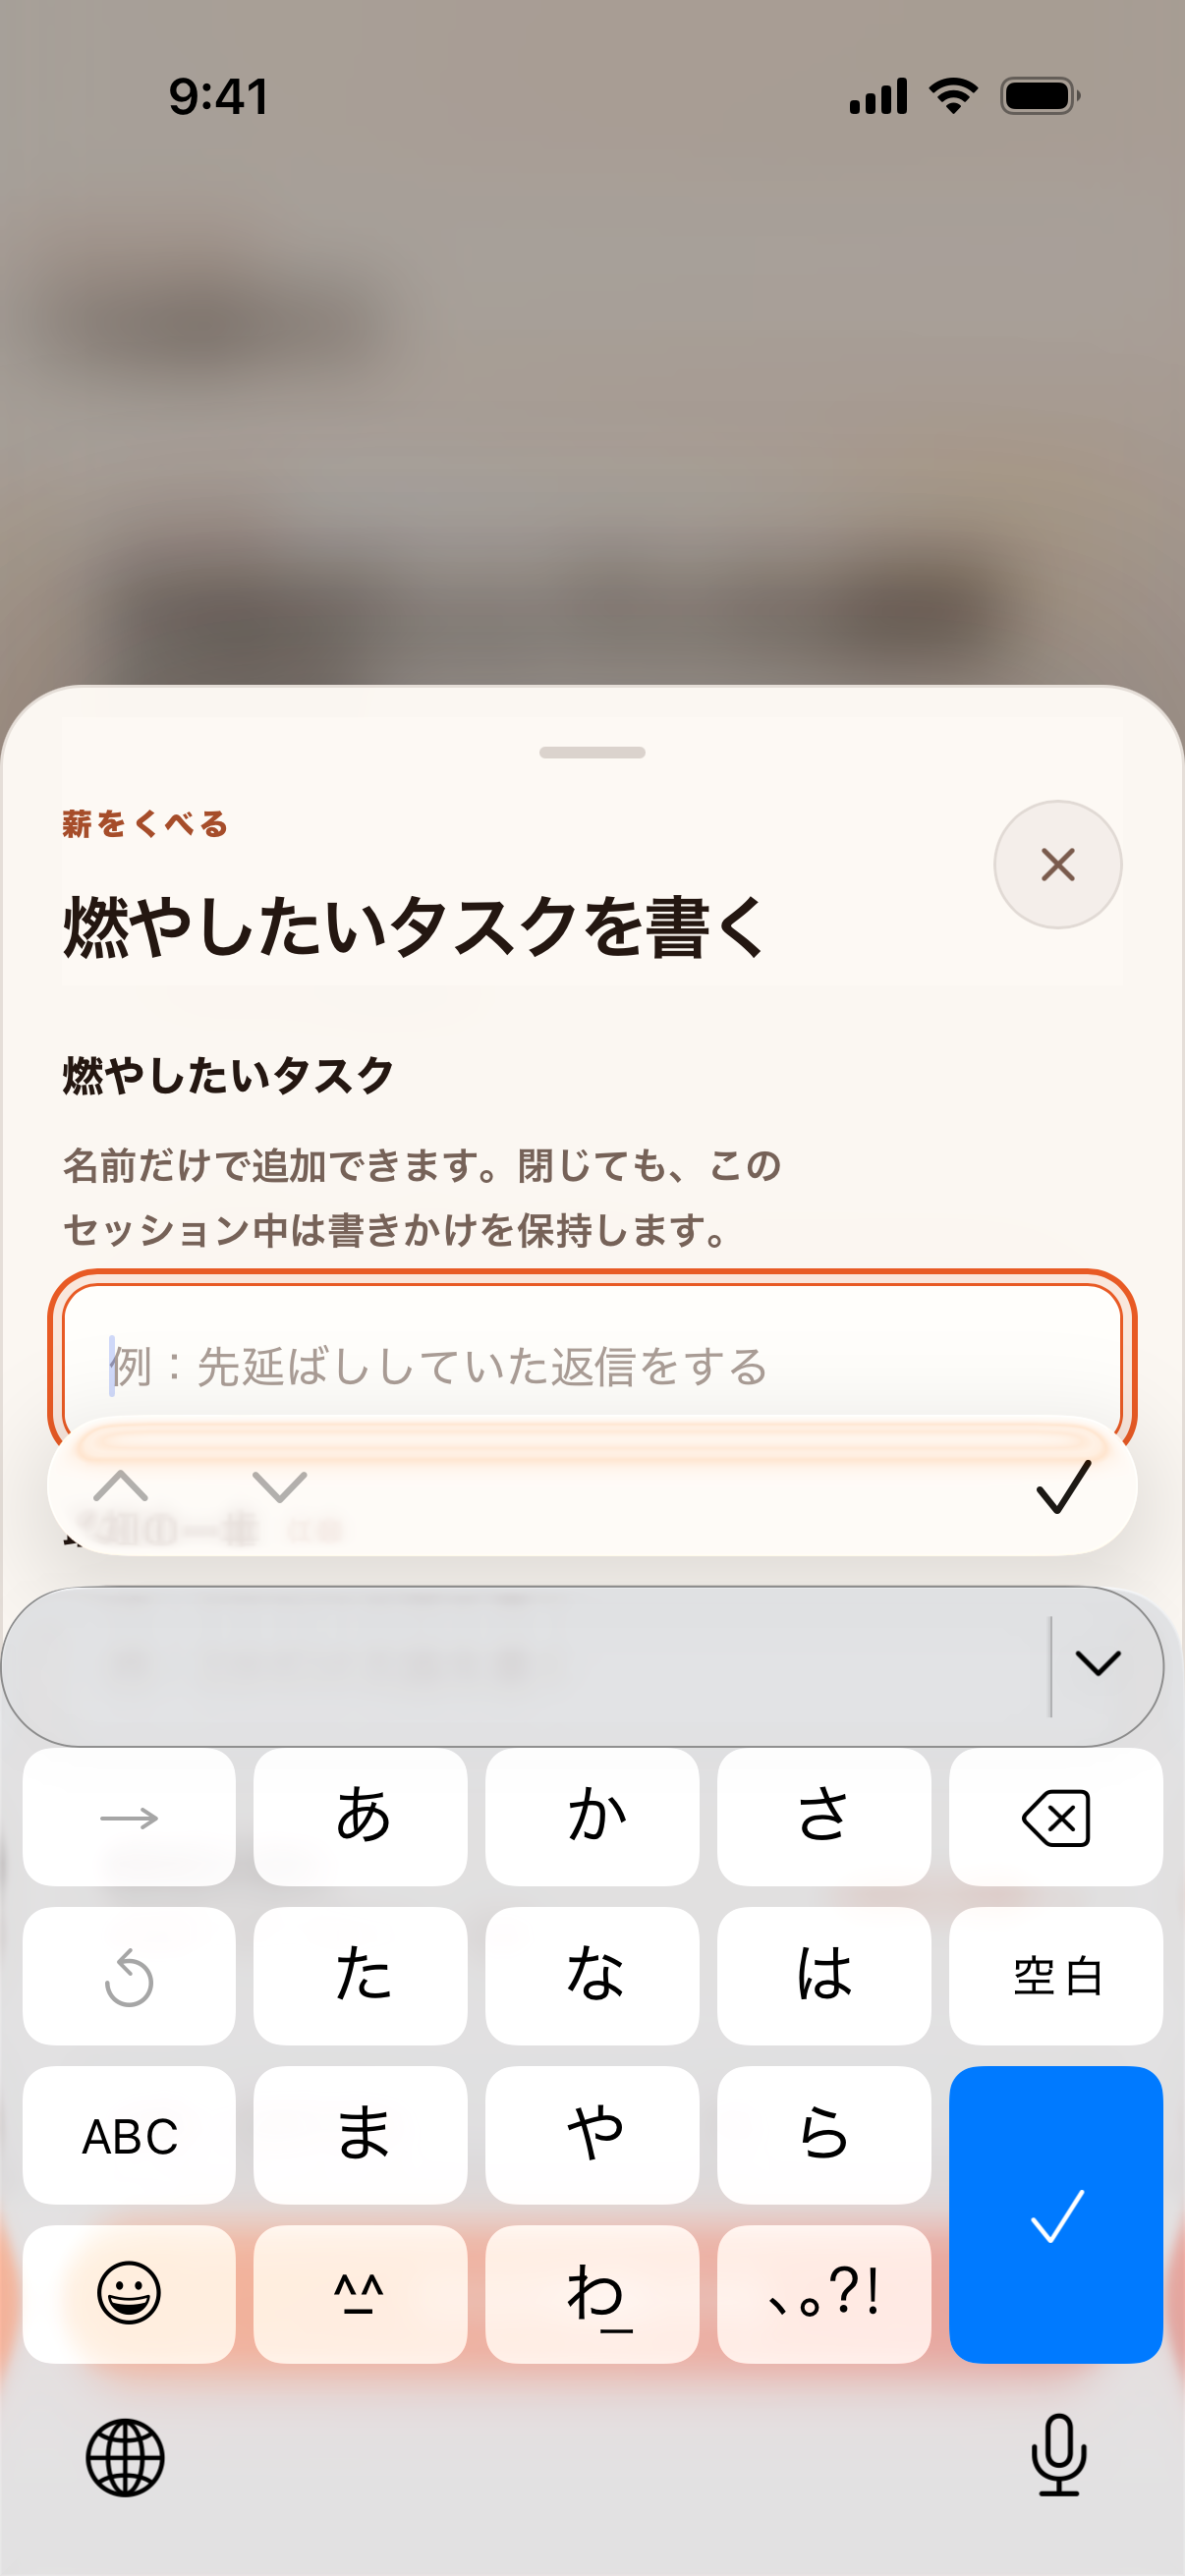 9:41
薪をくべる
燃やしたいタスクを書く
燃やしたいタスク
名前だけで追加できます。閉じても、この
セッション中は書きかけを保持します。
例：先延ばししていた返信をする
→ あ か さ
た な は 空白
ABC ま や ら
^_^ わ_ 、。?!